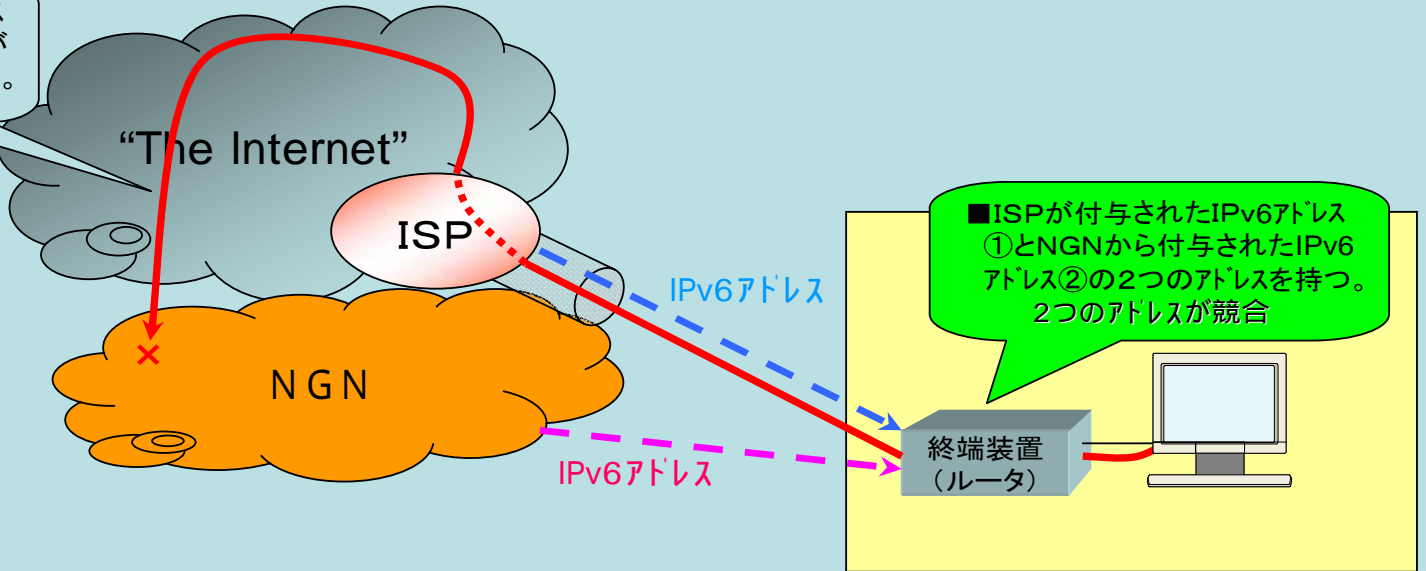 が
。
“The Internet”
ISP
NGN
IPv6ｱﾄﾞﾚｽ
IPv6ｱﾄﾞﾚｽ
■ISPが付与されたIPv6ｱﾄﾞﾚｽ
①とNGNから付与されたIPv6
ｱﾄﾞﾚｽ②の２つのｱﾄﾞﾚｽを持つ。
２つのｱﾄﾞﾚｽが競合
終端装置
（ルータ）